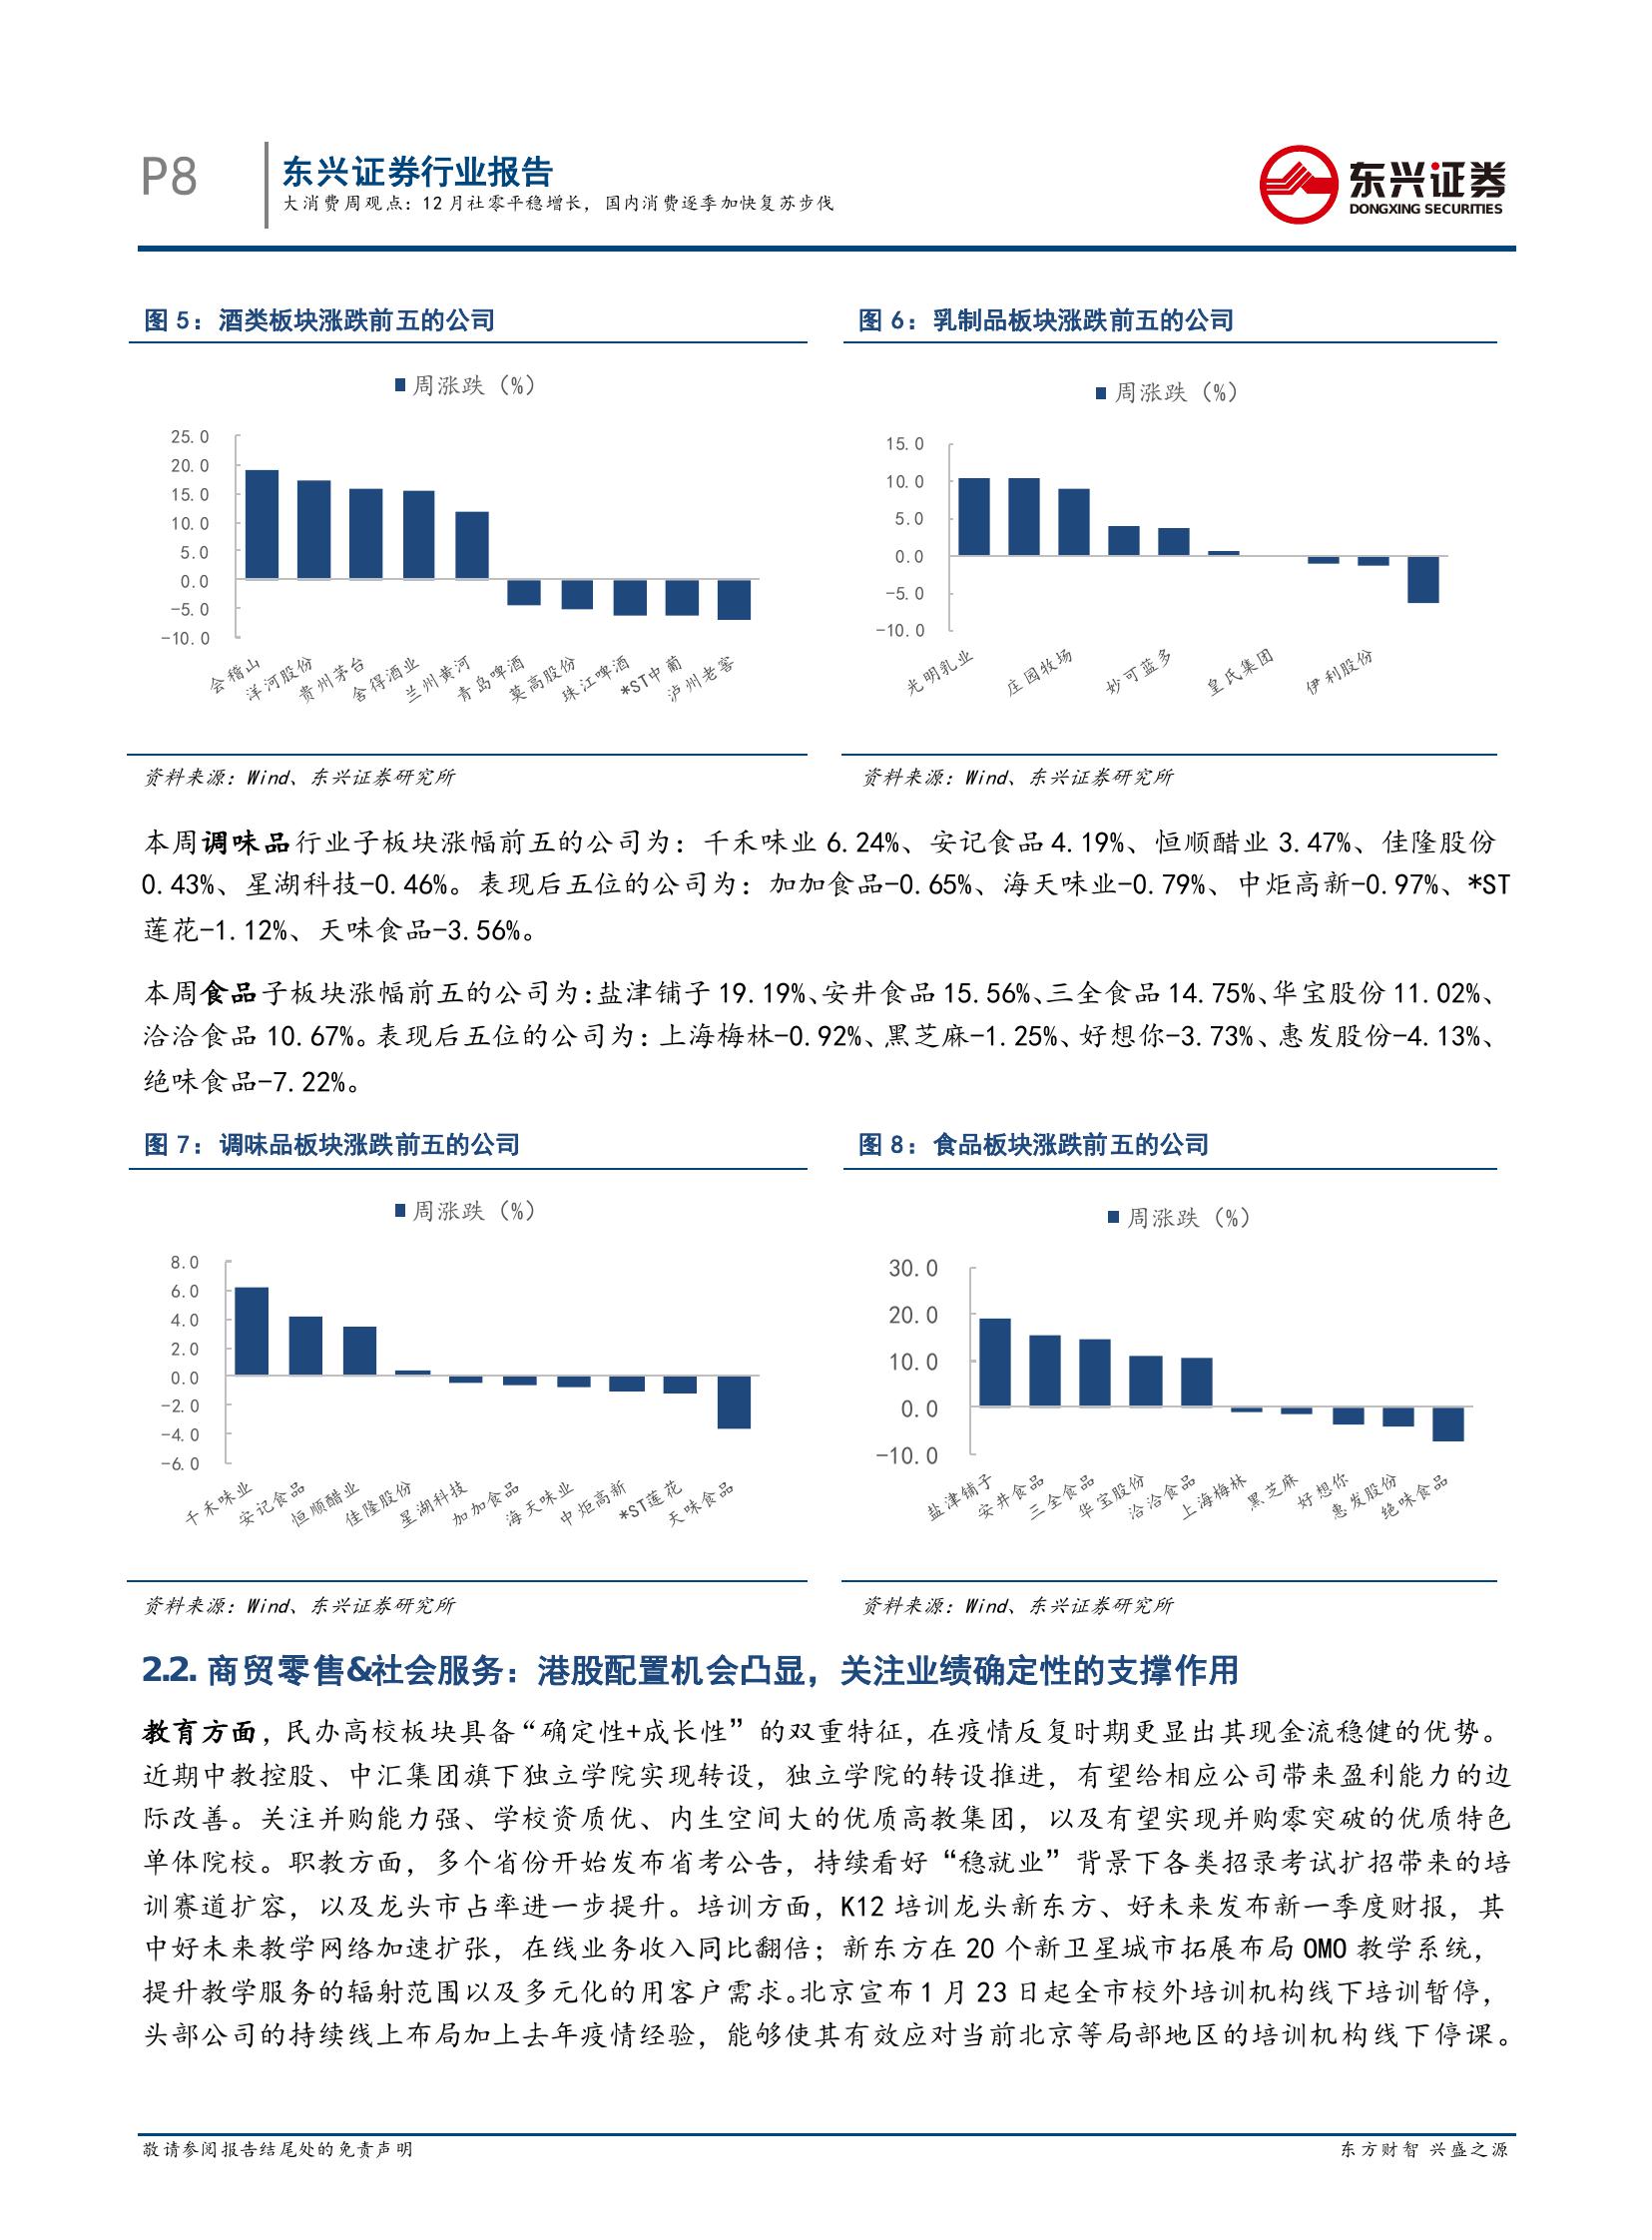 P8
东兴证券行业报告
大消费周观点：12月社零平稳增长，国内消费逐季加快复苏步伐
东兴证券
DONGXING SECURITIES
图 5：酒类板块涨跌前五的公司
周涨跌（%）
25.0
20.0
15.0
10.0
5.0
0.0
-5.0
-10.0
会稽山
洋河股份
贵州茅台
舍得酒业
兰州黄河
青岛啤酒
莫高股份
珠江啤酒
*ST中葡
泸州老窖
资料来源：Wind、东兴证券研究所
图 6：乳制品板块涨跌前五的公司
周涨跌（%）
15.0
10.0
5.0
0.0
-5.0
-10.0
光明乳业
庄园牧场
妙可蓝多
皇氏集团
伊利股份
资料来源：Wind、东兴证券研究所
本周调味品行业子板块涨幅前五的公司为：千禾味业 6.24%、安记食品 4.19%、恒顺醋业 3.47%、佳隆股份
0.43%、星湖科技-0.46%。表现后五位的公司为：加加食品-0.65%、海天味业-0.79%、中炬高新-0.97%、*ST
莲花-1.12%、天味食品-3.56%。
本周食品子板块涨幅前五的公司为：盐津铺子 19.19%、安井食品 15.56%、三全食品 14.75%、华宝股份 11.02%、
洽洽食品 10.67%。表现后五位的公司为：上海梅林-0.92%、黑芝麻-1.25%、好想你-3.73%、惠发股份-4.13%、
绝味食品-7.22%。
图 7：调味品板块涨跌前五的公司
周涨跌（%）
8.0
6.0
4.0
2.0
0.0
-2.0
-4.0
-6.0
千禾味业
安记食品
恒顺醋业
佳隆股份
星湖科技
加加食品
海天味业
中炬高新
*ST莲花
天味食品
资料来源：Wind、东兴证券研究所
图 8：食品板块涨跌前五的公司
周涨跌（%）
30.0
20.0
10.0
0.0
-10.0
盐津铺子
安井食品
三全食品
华宝股份
洽洽食品
上海梅林
黑芝麻
好想你
惠发股份
绝味食品
资料来源：Wind、东兴证券研究所
2.2. 商贸零售&社会服务：港股配置机会凸显，关注业绩确定性的支撑作用
教育方面，民办高校板块具备“确定性+成长性”的双重特征，在疫情反复时期更显出其现金流稳健的优势。
近期中教控股、中汇集团旗下独立学院实现转设，独立学院的转设推进，有望给相应公司带来盈利能力的边
际改善。关注并购能力强、学校资质优、内生空间大的优质高教集团，以及有望实现并购零突破的优质特色
单体院校。职教方面，多个省份开始发布省考公告，持续看好“稳就业”背景下各类招录考试扩招带来的培
训赛道扩容，以及龙头市占率进一步提升。培训方面，K12 培训龙头新东方、好未来发布新一季度财报，其
中好未来教学网络加速扩张，在线业务收入同比翻倍；新东方在 20 个新卫星城市拓展布局 OMO 教学系统，
提升教学服务的辐射范围以及多元化的用客户需求。北京宣布 1 月 23 日起全市校外培训机构线下培训暂停，
头部公司的持续线上布局加上去年疫情经验，能够使其有效应对当前北京等局部地区的培训机构线下停课。
敬请参阅报告结尾处的免责声明
东方财智 兴盛之源